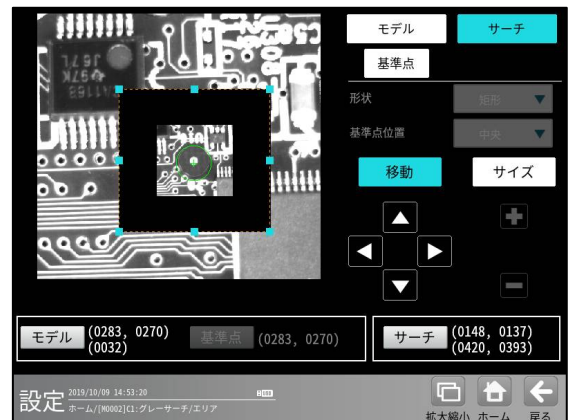 モデル
サーチ
基準点
形状
矩形
基準点位置
中央
移動
サイズ
モデル
(0283, 0270)
(0032)
基準点
(0283, 0270)
サーチ
(0148, 0137)
(0420, 0393)
設定
2019/10/09 14:53:20
ホーム/[M0002]C1:グレーサーチ/エリア
拡大縮小
ホーム
戻る